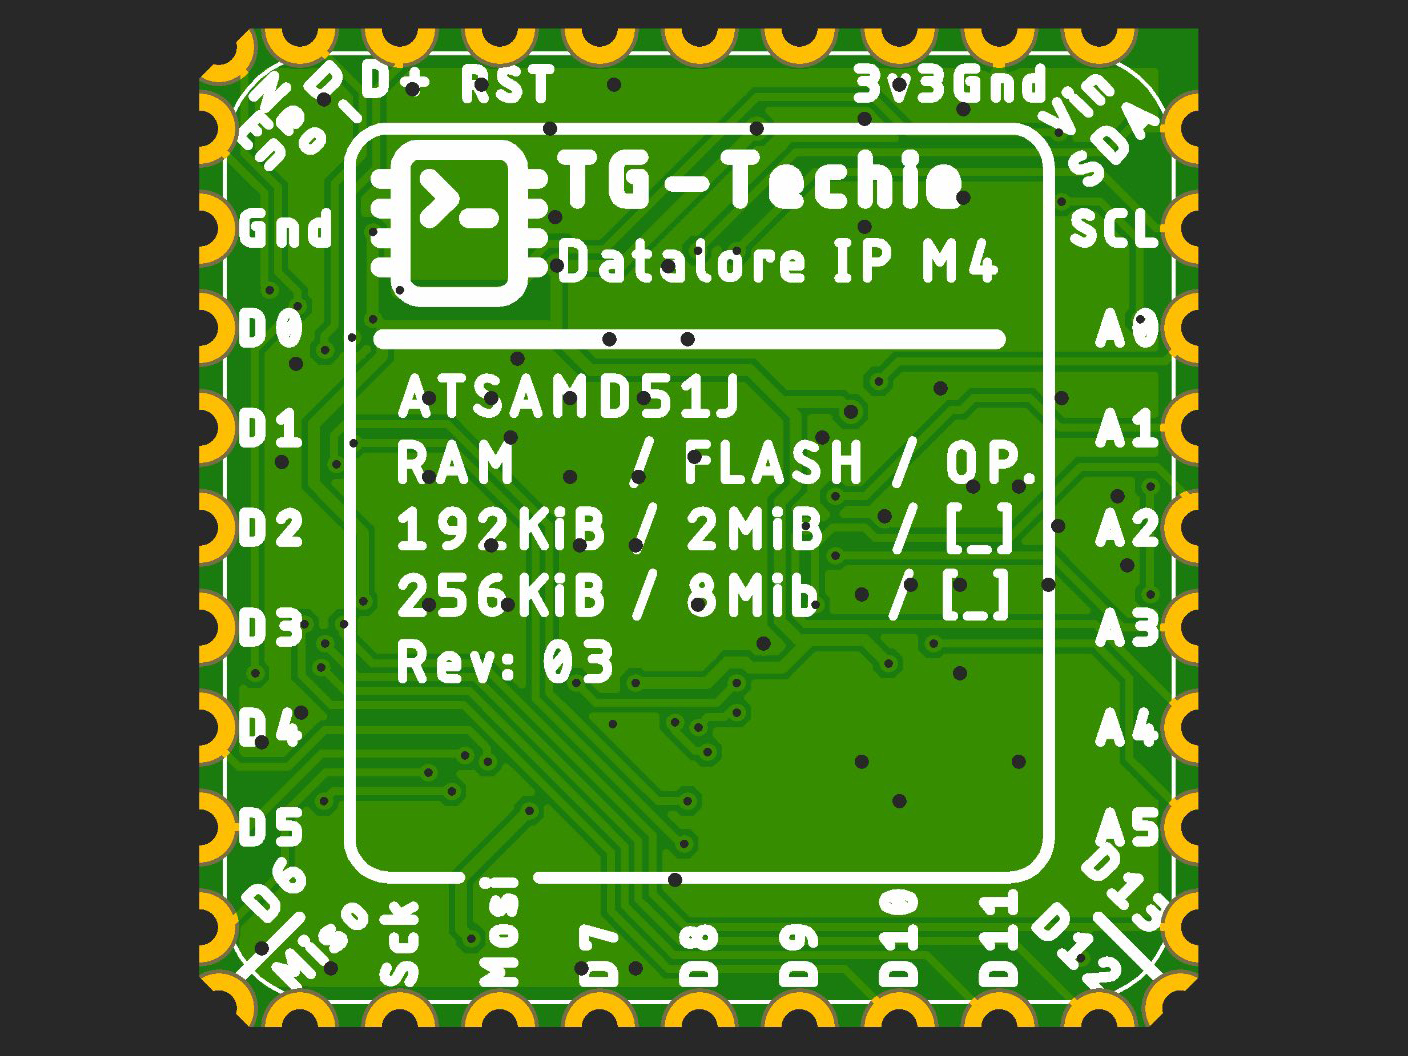 Neo
En
D-
D+
RST
3v3
Gnd
Vin
SDA
>_
TG-Techie
Datalore IP M4
Gnd
SCL
D0
A0
D1
A1
D2
A2
D3
A3
D4
A4
D5
A5
ATSAMD51J
RAM / FLASH / OP.
192KiB / 2MiB / [_]
256KiB / 8Mib / [_]
Rev: 03
D6
Miso
Sck
Mosi
D7
D8
D9
D10
D11
D12
D13